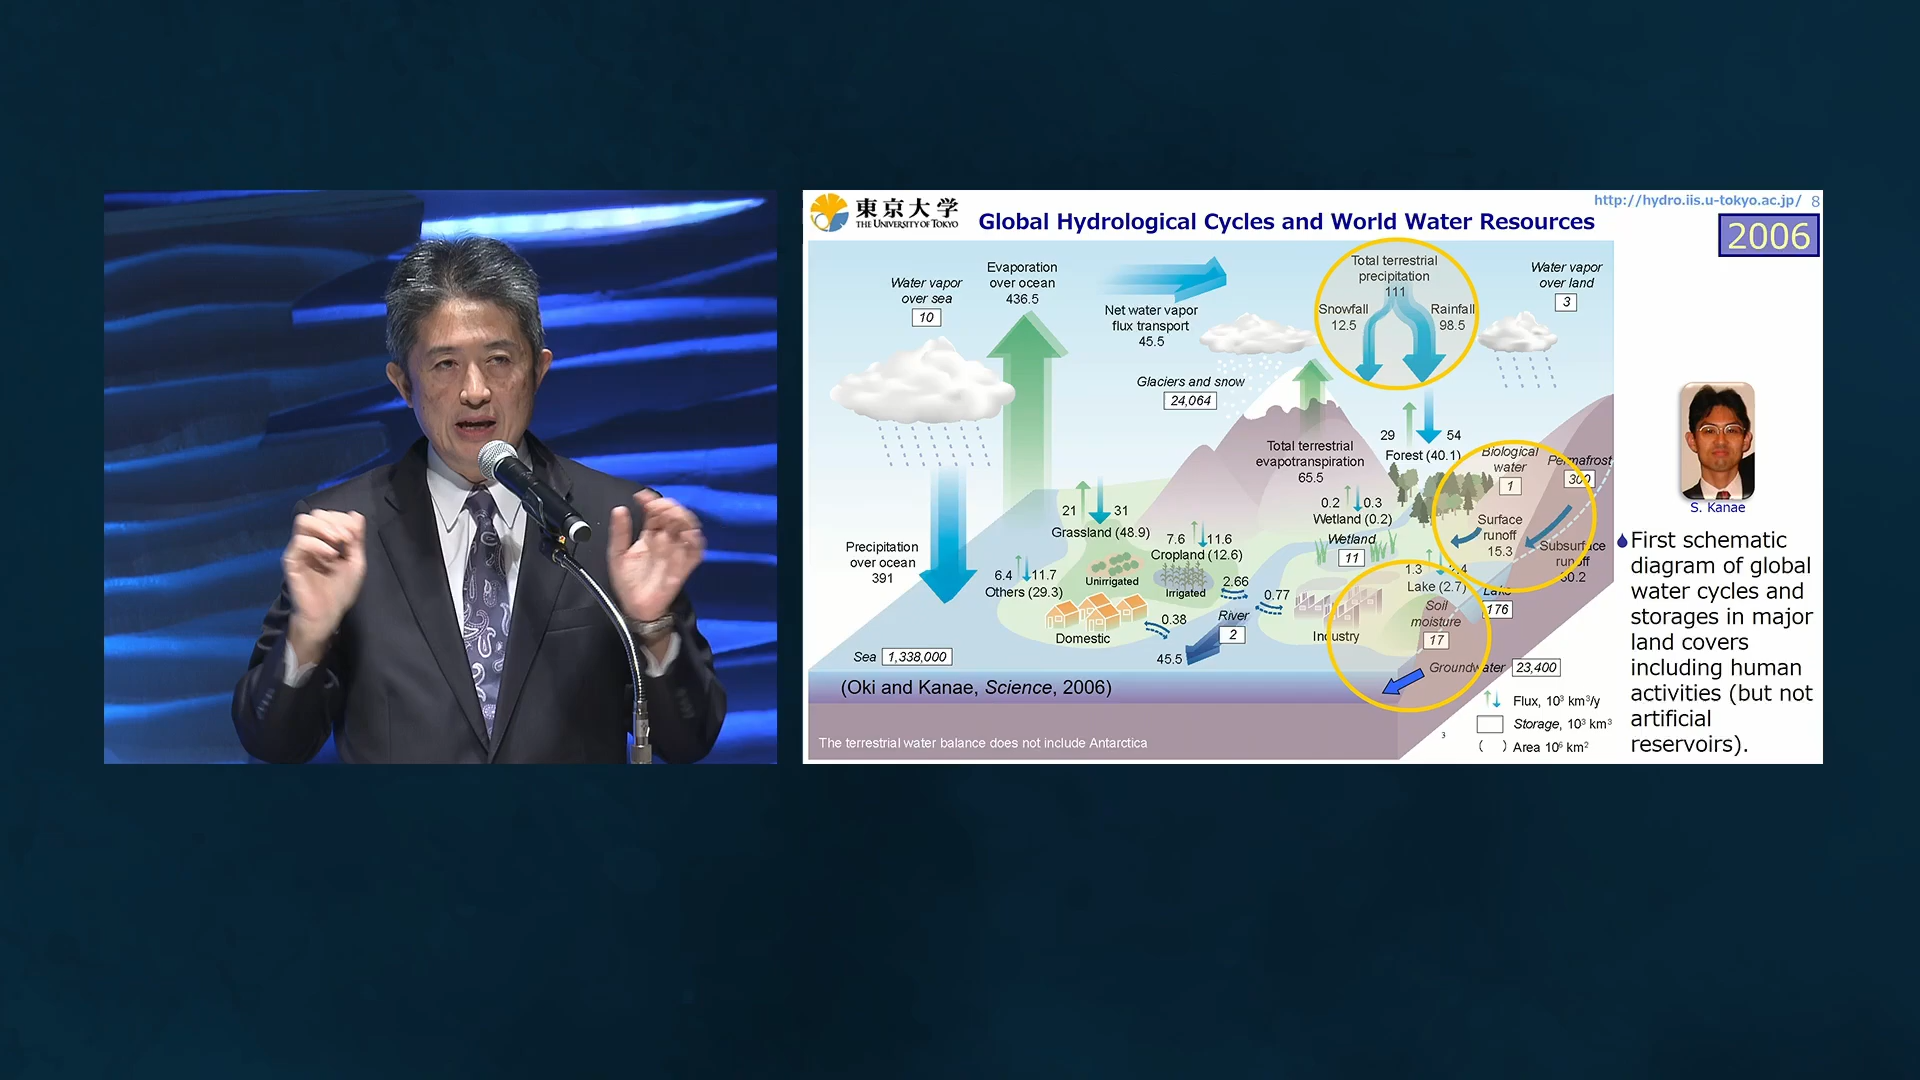 http://hydro.iis.u-tokyo.ac.jp/ 8
東京大学
THE UNIVERSITY OF TOKYO
Global Hydrological Cycles and World Water Resources
2006
Water vapor
over sea
10
Evaporation
over ocean
436.5
Net water vapor
flux transport
45.5
Total terrestrial
precipitation
111
Snowfall
12.5
Rainfall
98.5
Water vapor
over land
3
Glaciers and snow
24,064
Total terrestrial
evapotranspiration
65.5
29 54
Forest (40.1)
Biological
water
1
Permafrost
300
21 31
Grassland (48.9)
0.2 0.3
Wetland (0.2)
Wetland
11
Surface
runoff
15.3
Subsurface
runoff
30.2
Precipitation
over ocean
391
7.6 11.6
Cropland (12.6)
Unirrigated
Irrigated
6.4 11.7
Others (29.3)
1.3 2.4
Lake (2.7)
Lake
176
2.66
0.77
0.38
River
2
Domestic
Industry
Soil
moisture
17
45.5
Sea 1,338,000
Groundwater 23,400
(Oki and Kanae, Science, 2006)
Flux, 10³ km³/y
Storage, 10³ km³
( ) Area 10⁶ km²
3
The terrestrial water balance does not include Antarctica
S. Kanae
First schematic
diagram of global
water cycles and
storages in major
land covers
including human
activities (but not
artificial
reservoirs).